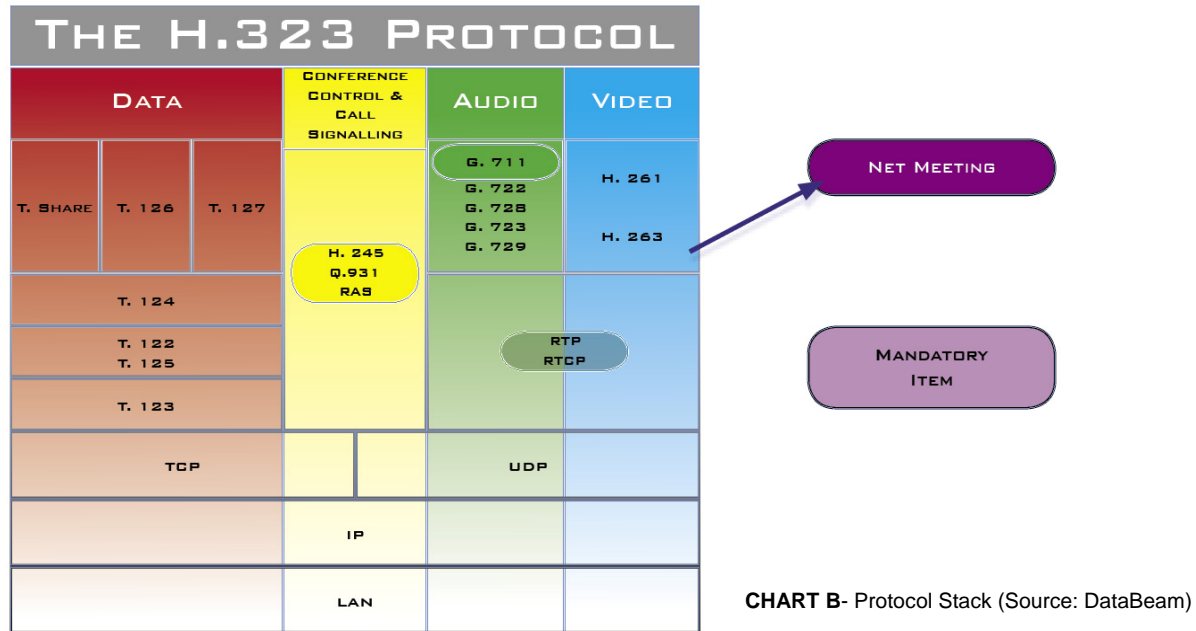 THE H.323 PROTOCOL
DATA
CONFERENCE
CONTROL &
CALL
SIGNALLING
AUDIO
VIDEO
T. SHARE
T. 126
T. 127
G. 711
G. 722
G. 728
G. 723
G. 729
H. 261
H. 263
NET MEETING
H. 245
Q.931
RAS
T. 124
T. 122
T. 125
T. 123
RTP
RTCP
MANDATORY
ITEM
TCP
UDP
IP
LAN
CHART B- Protocol Stack (Source: DataBeam)